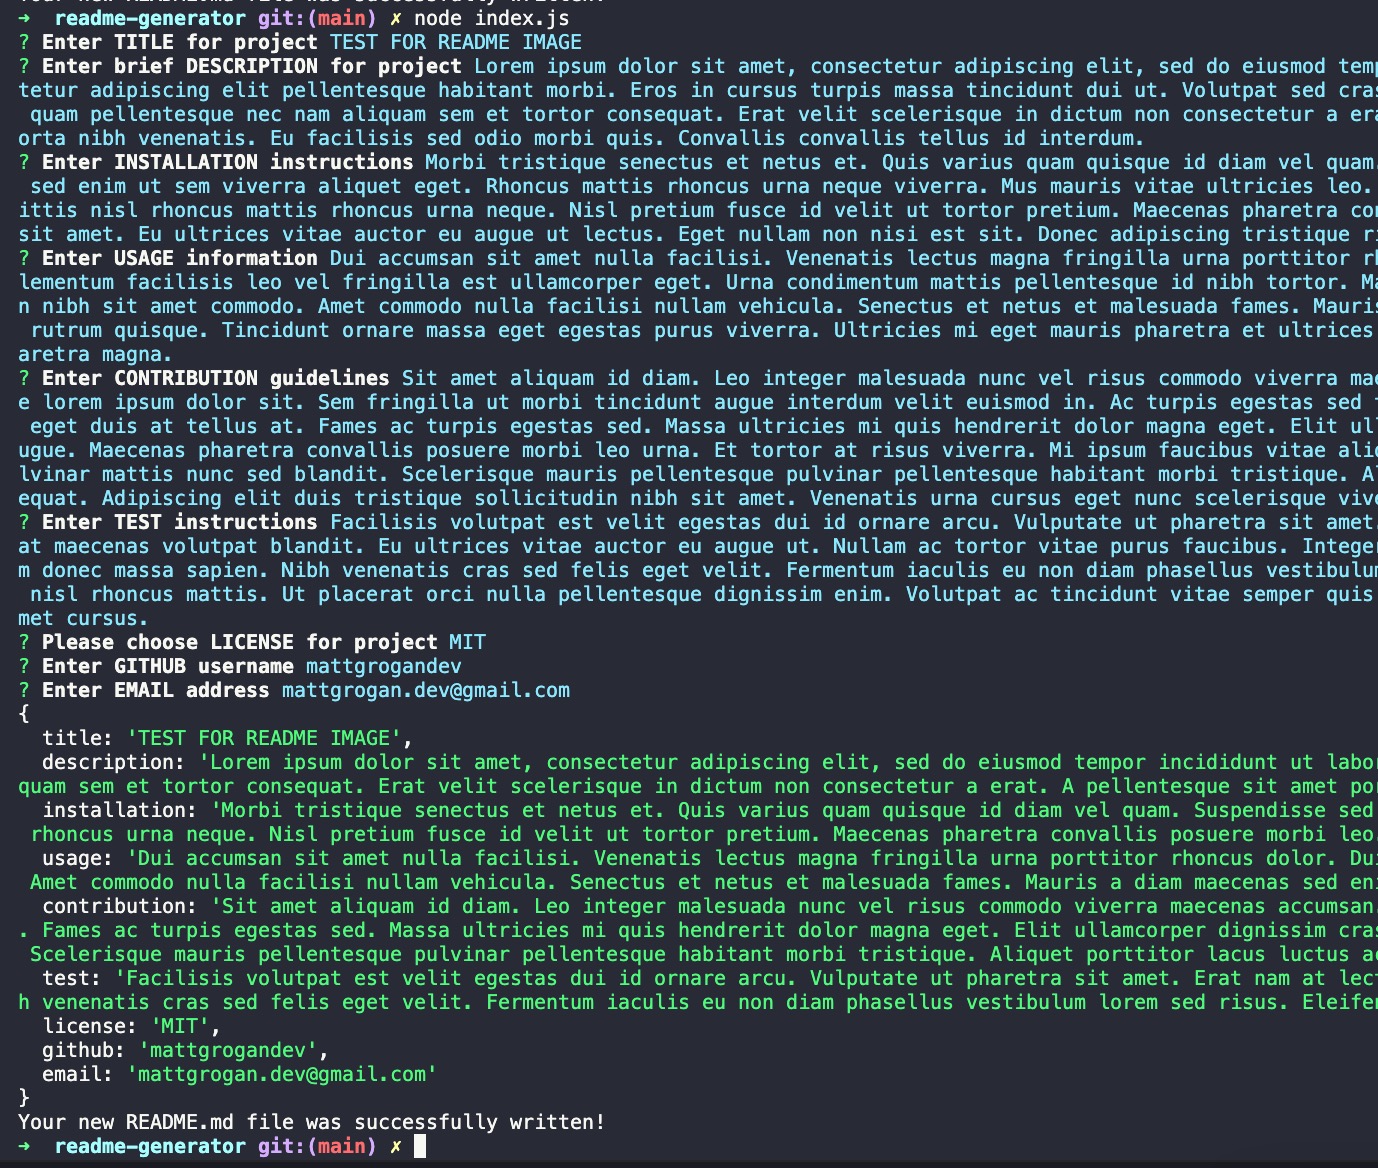 ➜  readme-generator git:(main) ✗ node index.js
? Enter TITLE for project TEST FOR README IMAGE
? Enter brief DESCRIPTION for project Lorem ipsum dolor sit amet, consectetur adipiscing elit, sed do eiusmod
tetur adipiscing elit pellentesque habitant morbi. Eros in cursus turpis massa tincidunt dui ut. Volutpat sed
 quam pellentesque nec nam aliquam sem et tortor consequat. Erat velit scelerisque in dictum non consectetur a
orta nibh venenatis. Eu facilisis sed odio morbi quis. Convallis convallis tellus id interdum.
? Enter INSTALLATION instructions Morbi tristique senectus et netus et. Quis varius quam quisque id diam vel quam.
 sed enim ut sem viverra aliquet eget. Rhoncus mattis rhoncus urna neque viverra. Mus mauris vitae ultricies leo.
ittis nisl rhoncus mattis rhoncus urna neque. Nisl pretium fusce id velit ut tortor pretium. Maecenas pharetra
sit amet. Eu ultrices vitae auctor eu augue ut lectus. Eget nullam non nisi est sit. Donec adipiscing tristique
? Enter USAGE information Dui accumsan sit amet nulla facilisi. Venenatis lectus magna fringilla urna porttitor
lementum facilisis leo vel fringilla est ullamcorper eget. Urna condimentum mattis pellentesque id nibh tortor.
n nibh sit amet commodo. Amet commodo nulla facilisi nullam vehicula. Senectus et netus et malesuada fames. Mauris
 rutrum quisque. Tincidunt ornare massa eget egestas purus viverra. Ultricies mi eget mauris pharetra et ultrices
aretra magna.
? Enter CONTRIBUTION guidelines Sit amet aliquam id diam. Leo integer malesuada nunc vel risus commodo viverra
e lorem ipsum dolor sit. Sem fringilla ut morbi tincidunt augue interdum velit euismod in. Ac turpis egestas sed
 eget duis at tellus at. Fames ac turpis egestas sed. Massa ultricies mi quis hendrerit dolor magna eget. Elit
ugue. Maecenas pharetra convallis posuere morbi leo urna. Et tortor at risus viverra. Mi ipsum faucibus vitae
lvinar mattis nunc sed blandit. Scelerisque mauris pellentesque pulvinar pellentesque habitant morbi tristique.
equat. Adipiscing elit duis tristique sollicitudin nibh sit amet. Venenatis urna cursus eget nunc scelerisque
? Enter TEST instructions Facilisis volutpat est velit egestas dui id ornare arcu. Vulputate ut pharetra sit amet.
at maecenas volutpat blandit. Eu ultrices vitae auctor eu augue ut. Nullam ac tortor vitae purus faucibus. Integer
m donec massa sapien. Nibh venenatis cras sed felis eget velit. Fermentum iaculis eu non diam phasellus
 nisl rhoncus mattis. Ut placerat orci nulla pellentesque dignissim enim. Volutpat ac tincidunt vitae semper quis
met cursus.
? Please choose LICENSE for project MIT
? Enter GITHUB username mattgrogandev
? Enter EMAIL address mattgrogan.dev@gmail.com
{
  title: 'TEST FOR README IMAGE',
  description: 'Lorem ipsum dolor sit amet, consectetur adipiscing elit, sed do eiusmod tempor incididunt ut
quam sem et tortor consequat. Erat velit scelerisque in dictum non consectetur a erat. A pellentesque sit amet
  installation: 'Morbi tristique senectus et netus et. Quis varius quam quisque id diam vel quam. Suspendisse sed
 rhoncus urna neque. Nisl pretium fusce id velit ut tortor pretium. Maecenas pharetra convallis posuere morbi leo.
  usage: 'Dui accumsan sit amet nulla facilisi. Venenatis lectus magna fringilla urna porttitor rhoncus dolor.
 Amet commodo nulla facilisi nullam vehicula. Senectus et netus et malesuada fames. Mauris a diam maecenas sed
  contribution: 'Sit amet aliquam id diam. Leo integer malesuada nunc vel risus commodo viverra maecenas accumsan.
. Fames ac turpis egestas sed. Massa ultricies mi quis hendrerit dolor magna eget. Elit ullamcorper dignissim
 Scelerisque mauris pellentesque pulvinar pellentesque habitant morbi tristique. Aliquet porttitor lacus luctus
  test: 'Facilisis volutpat est velit egestas dui id ornare arcu. Vulputate ut pharetra sit amet. Erat nam at
h venenatis cras sed felis eget velit. Fermentum iaculis eu non diam phasellus vestibulum lorem sed risus.
  license: 'MIT',
  github: 'mattgrogandev',
  email: 'mattgrogan.dev@gmail.com'
}
Your new README.md file was successfully written!
➜  readme-generator git:(main) ✗